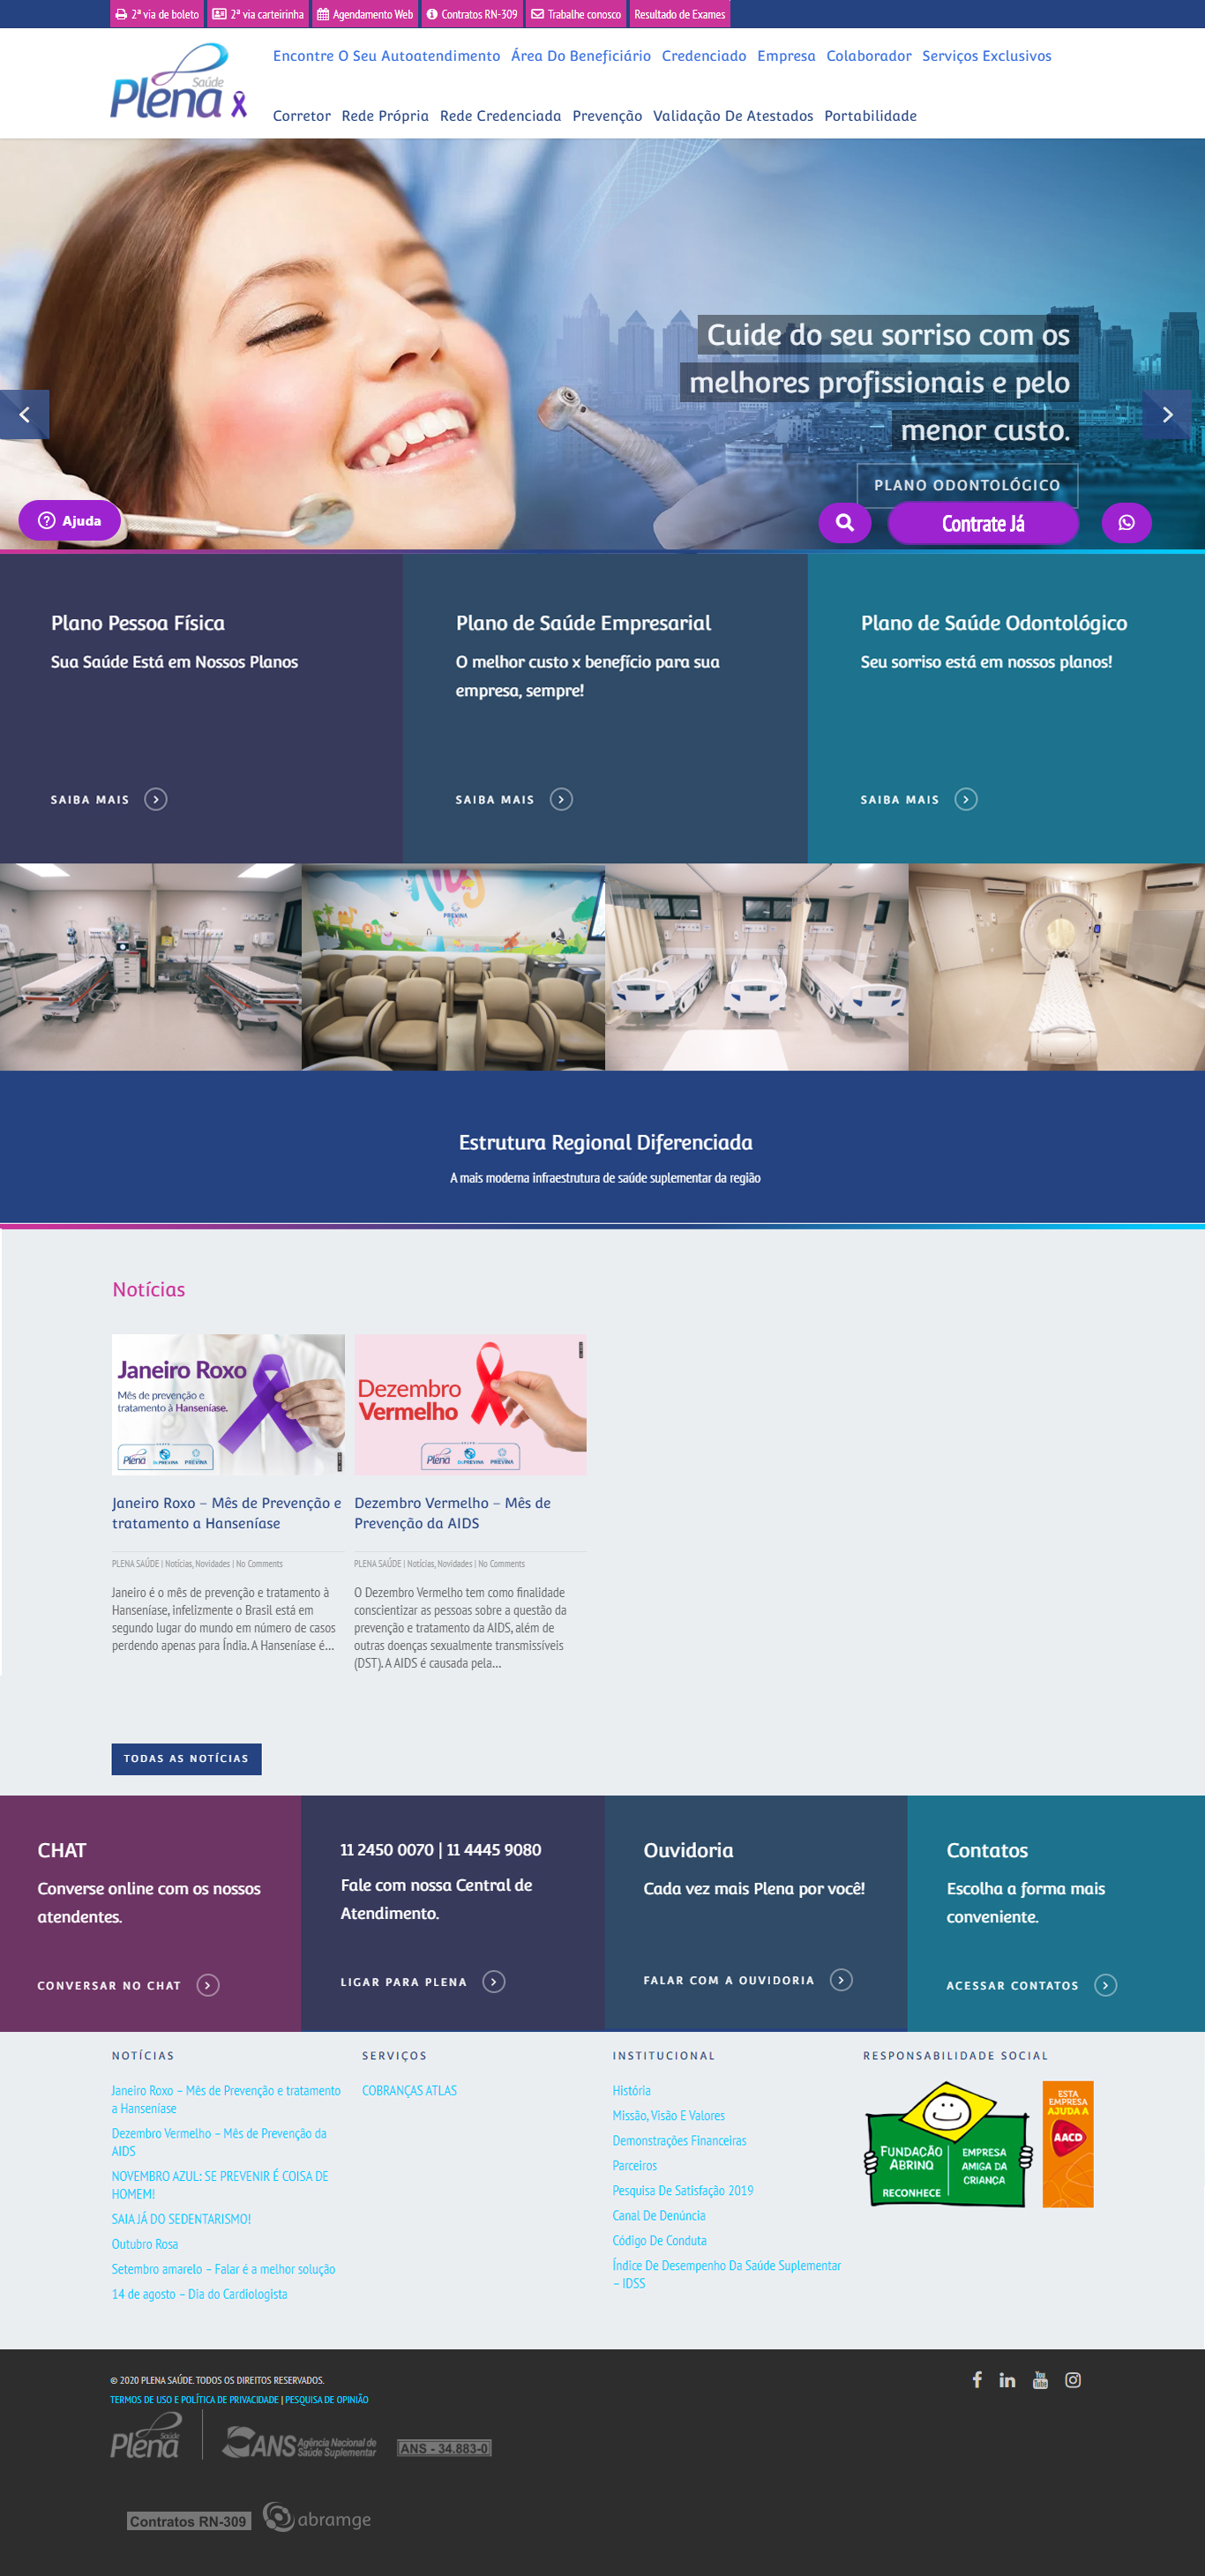 2ª via de boleto
2ª via carteirinha
Agendamento Web
Contratos RN-309
Trabalhe conosco
Resultado de Exames
Plena
Saúde
Encontre O Seu Autoatendimento Área Do Beneficiário Credenciado Empresa Colaborador Serviços Exclusivos
Corretor Rede Própria Rede Credenciada Prevenção Validação De Atestados Portabilidade
Cuide do seu sorriso com os
melhores profissionais e pelo
menor custo.
PLANO ODONTOLÓGICO
Ajuda
Contrate Já
Plano Pessoa Física
Sua Saúde Está em Nossos Planos
SAIBA MAIS
Plano de Saúde Empresarial
O melhor custo x benefício para sua
empresa, sempre!
SAIBA MAIS
Plano de Saúde Odontológico
Seu sorriso está em nossos planos!
SAIBA MAIS
PREVINA
Estrutura Regional Diferenciada
A mais moderna infraestrutura de saúde suplementar da região
Notícias
Janeiro Roxo
Mês de prevenção e
tratamento à Hanseníase.
Plena
PREVINA
Janeiro Roxo – Mês de Prevenção e
tratamento a Hanseníase
PLENA SAÚDE | Notícias, Novidades | No Comments
Janeiro é o mês de prevenção e tratamento à
Hanseníase, infelizmente o Brasil está em
segundo lugar do mundo em número de casos
perdendo apenas para Índia. A Hanseníase é...
Dezembro
Vermelho
Plena
PREVINA
Dezembro Vermelho – Mês de
Prevenção da AIDS
PLENA SAÚDE | Notícias, Novidades | No Comments
O Dezembro Vermelho tem como finalidade
conscientizar as pessoas sobre a questão da
prevenção e tratamento da AIDS, além de
outras doenças sexualmente transmissíveis
(DST). A AIDS é causada pela...
TODAS AS NOTÍCIAS
CHAT
Converse online com os nossos
atendentes.
CONVERSAR NO CHAT
11 2450 0070 | 11 4445 9080
Fale com nossa Central de
Atendimento.
LIGAR PARA PLENA
Ouvidoria
Cada vez mais Plena por você!
FALAR COM A OUVIDORIA
Contatos
Escolha a forma mais
conveniente.
ACESSAR CONTATOS
NOTÍCIAS
Janeiro Roxo – Mês de Prevenção e tratamento
a Hanseníase
Dezembro Vermelho – Mês de Prevenção da
AIDS
NOVEMBRO AZUL: SE PREVENIR É COISA DE
HOMEM!
SAIA JÁ DO SEDENTARISMO!
Outubro Rosa
Setembro amarelo – Falar é a melhor solução
14 de agosto – Dia do Cardiologista
SERVIÇOS
COBRANÇAS ATLAS
INSTITUCIONAL
História
Missão, Visão E Valores
Demonstrações Financeiras
Parceiros
Pesquisa De Satisfação 2019
Canal De Denúncia
Código De Conduta
Índice De Desempenho Da Saúde Suplementar
– IDSS
RESPONSABILIDADE SOCIAL
FUNDAÇÃO
ABRINQ
RECONHECE
EMPRESA
AMIGA DA
CRIANÇA
ESTA
EMPRESA
AJUDA A
AACD
© 2020 PLENA SAÚDE. TODOS OS DIREITOS RESERVADOS.
TERMOS DE USO E POLÍTICA DE PRIVACIDADE | PESQUISA DE OPINIÃO
You
Tube
Plena
Saúde
ANS Agência Nacional de
Saúde Suplementar
ANS - 34.883-0
Contratos RN-309
abramge